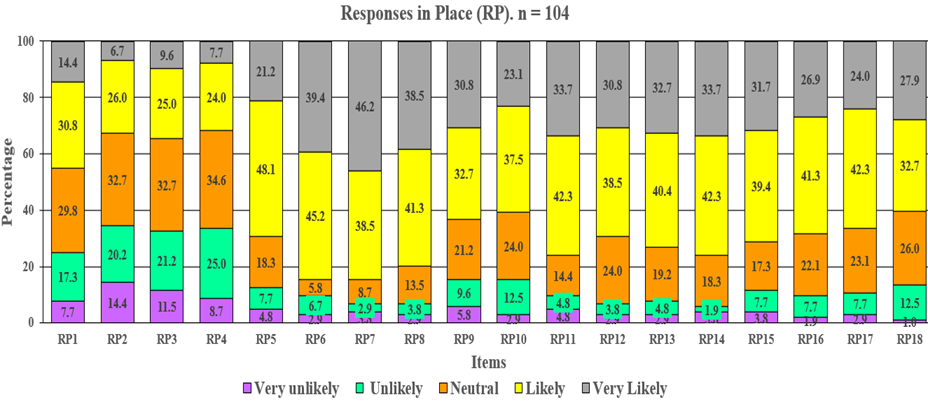 Responses in Place (RP). n = 104
Percentage
100
80
60
40
20
0
14.4 6.7 9.6 7.7 21.2 39.4 46.2 38.5 30.8 23.1 33.7 30.8 32.7 33.7 31.7 26.9 24.0 27.9
30.8 26.0 25.0 24.0 48.1 45.2 38.5 41.3 32.7 37.5 42.3 38.5 40.4 42.3 39.4 41.3 42.3 32.7
29.8 32.7 32.7 34.6 18.3 5.8 8.7 13.5 21.2 24.0 14.4 24.0 19.2 18.3 17.3 22.1 23.1 26.0
17.3 20.2 21.2 25.0 7.7 6.7 2.9 3.8 9.6 12.5 4.8 3.8 4.8 1.9 7.7 7.7 7.7 12.5
7.7 14.4 11.5 8.7 4.8 2.9 2.9 5.8 2.9 4.8 2.9 2.9 3.8 1.9 2.9 1.0
RP1 RP2 RP3 RP4 RP5 RP6 RP7 RP8 RP9 RP10 RP11 RP12 RP13 RP14 RP15 RP16 RP17 RP18
Items
Very unlikely Unlikely Neutral Likely Very Likely